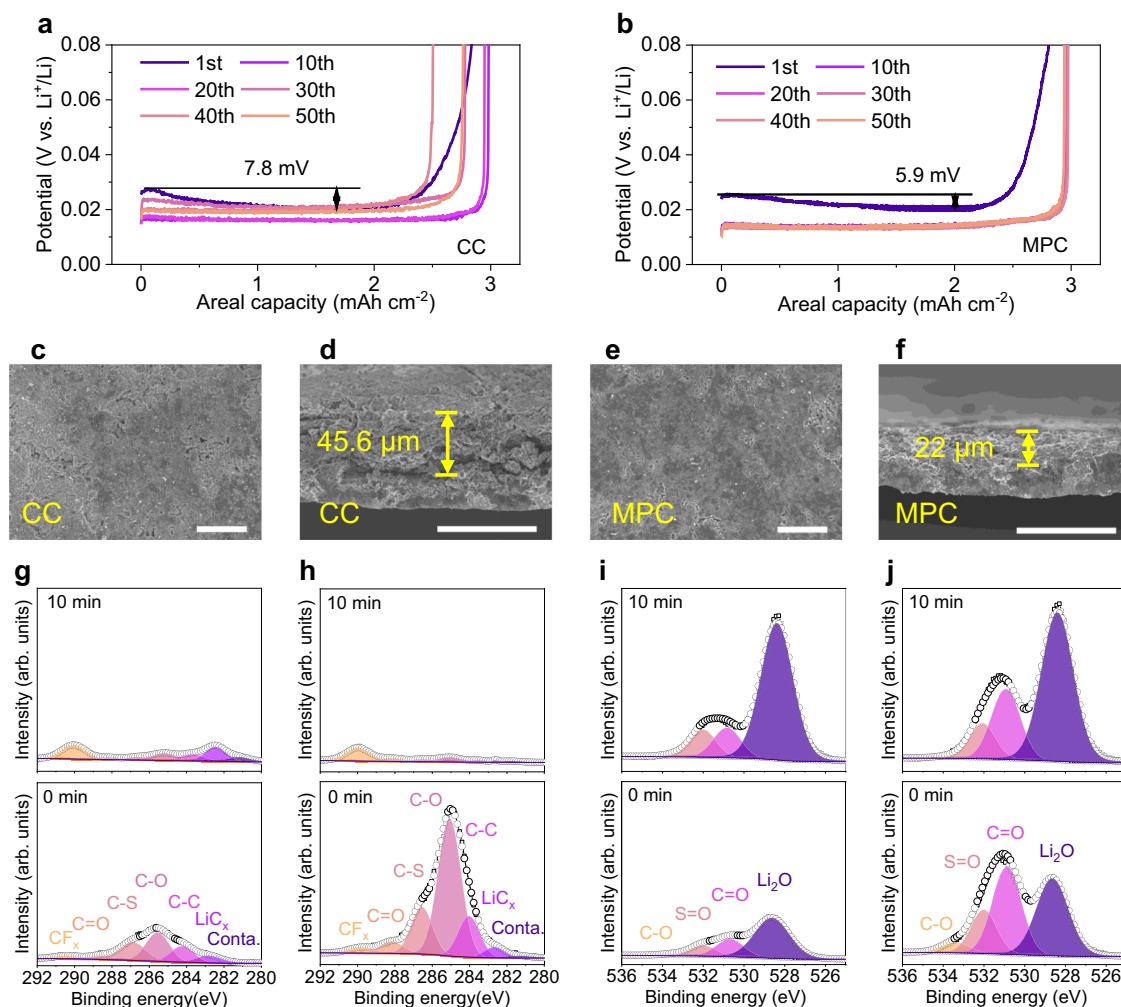 a
0.08
0.06
0.04
0.02
0.00
Potential (V vs. Li⁺/Li)
1st 10th
20th 30th
40th 50th
7.8 mV
CC
0 1 2 3
Areal capacity (mAh cm⁻²)
b
0.08
0.06
0.04
0.02
0.00
Potential (V vs. Li⁺/Li)
1st 10th
20th 30th
40th 50th
5.9 mV
MPC
0 1 2 3
Areal capacity (mAh cm⁻²)
c
CC
d
45.6 µm
CC
e
MPC
f
22 µm
MPC
g
10 min
Intensity (arb. units)
0 min
Intensity (arb. units)
CFₓ
C=O
C-S
C-O
C-C
LiCₓ
Conta.
292 290 288 286 284 282 280
Binding energy(eV)
h
10 min
Intensity (arb. units)
0 min
Intensity (arb. units)
CFₓ
C=O
C-S
C-O
C-C
LiCₓ
Conta.
292 290 288 286 284 282 280
Binding energy(eV)
i
10 min
Intensity (arb. units)
0 min
Intensity (arb. units)
C-O
S=O
C=O
Li₂O
536 534 532 530 528 526
Binding energy (eV)
j
10 min
Intensity (arb. units)
0 min
Intensity (arb. units)
C-O
S=O
C=O
Li₂O
536 534 532 530 528 526
Binding energy (eV)